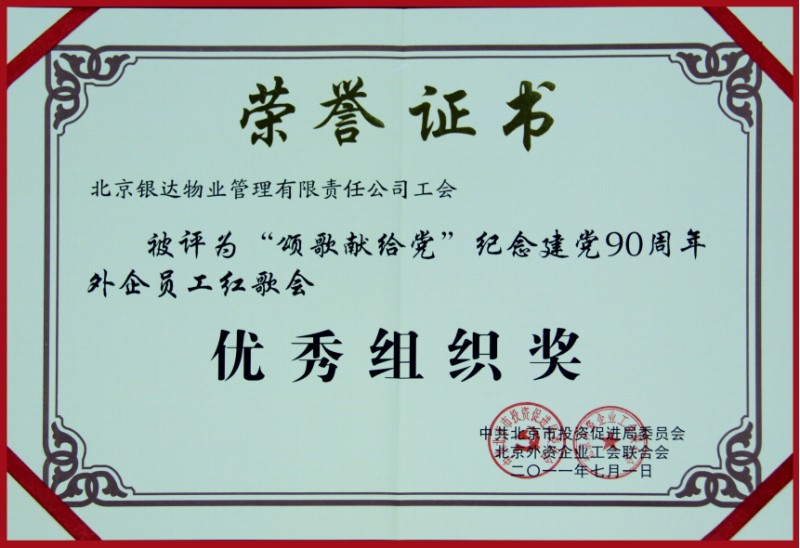 荣誉证书
北京银达物业管理有限责任公司工会
被评为“颂歌献给党”纪念建党90周年
外企员工红歌会
优秀组织奖
中共北京市投资促进局委员会
北京外资企业工会联合会
二〇一一年七月一日